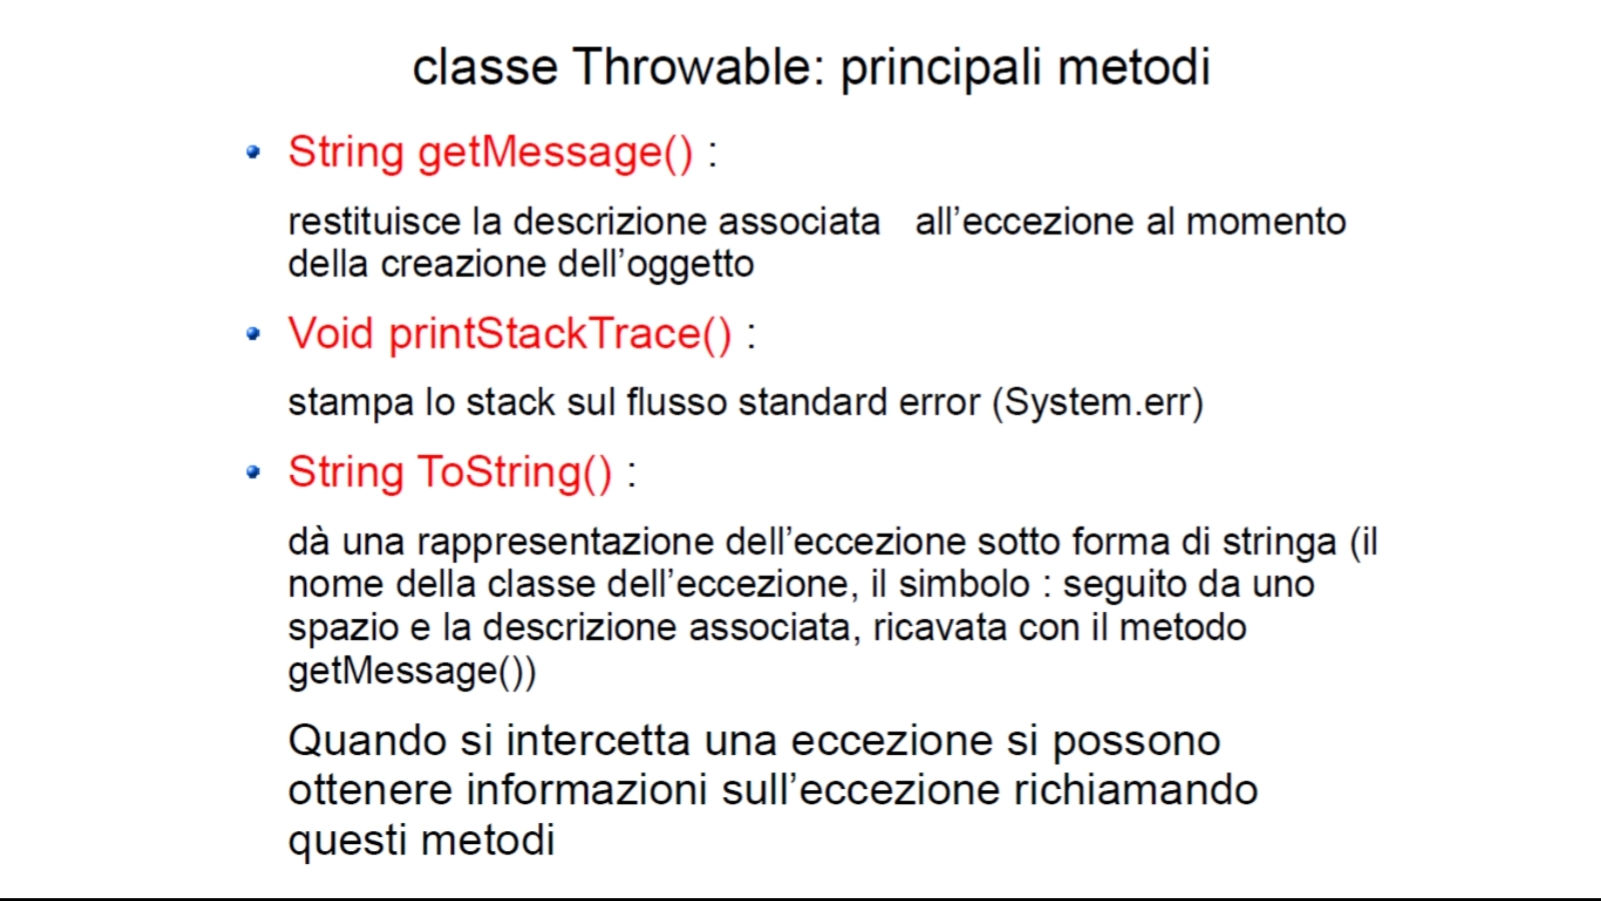 classe Throwable: principali metodi
String getMessage() :
restituisce la descrizione associata all’eccezione al momento
della creazione dell’oggetto
Void printStackTrace() :
stampa lo stack sul flusso standard error (System.err)
String ToString() :
dà una rappresentazione dell’eccezione sotto forma di stringa (il
nome della classe dell’eccezione, il simbolo : seguito da uno
spazio e la descrizione associata, ricavata con il metodo
getMessage())
Quando si intercetta una eccezione si possono
ottenere informazioni sull’eccezione richiamando
questi metodi